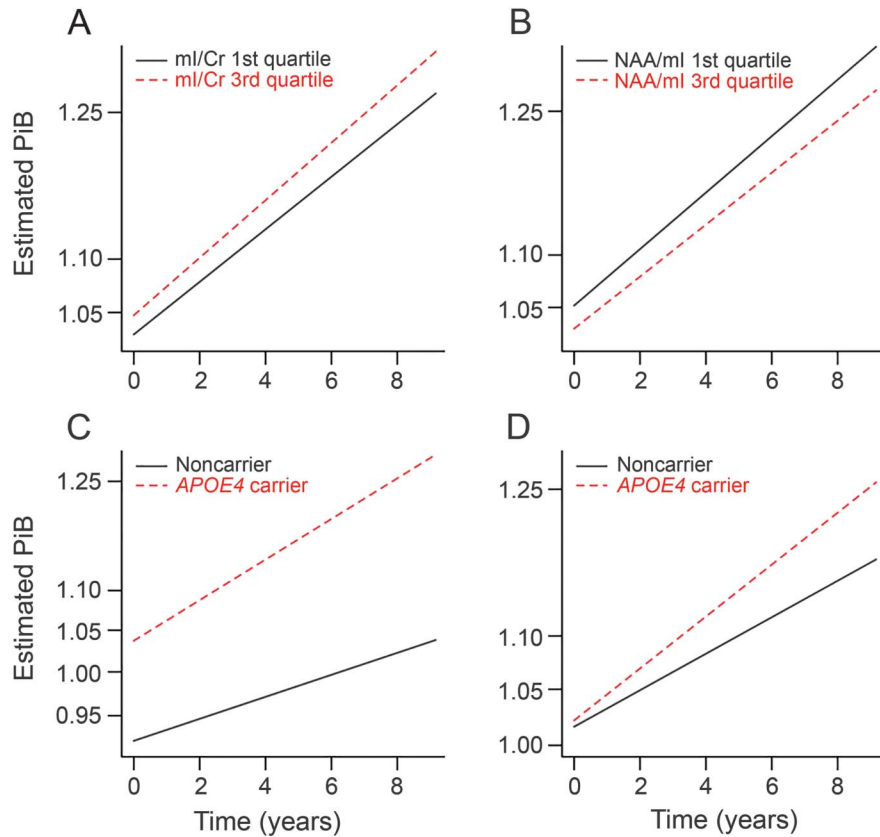 A
mI/Cr 1st quartile
mI/Cr 3rd quartile
Estimated PiB
1.25
1.10
1.05
0 2 4 6 8
B
NAA/mI 1st quartile
NAA/mI 3rd quartile
1.25
1.10
1.05
0 2 4 6 8
C
Noncarrier
APOE4 carrier
Estimated PiB
1.25
1.10
1.05
1.00
0.95
0 2 4 6 8
Time (years)
D
Noncarrier
APOE4 carrier
1.25
1.10
1.05
1.00
0 2 4 6 8
Time (years)